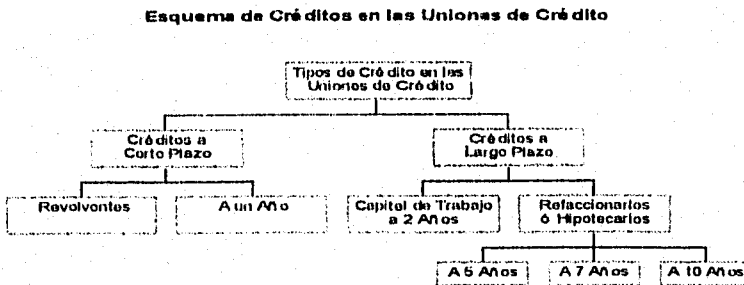 Esquema de Créditos en las Uniones de Crédito
Tipos de Crédito en las
Uniones de Crédito
Créditos a
Corto Plazo
Créditos a
Largo Plazo
Revolventes
A un Año
Capital de Trabajo
a 2 Años
Refaccionarios
ó Hipotecarios
A 5 Años
A 7 Años
A 10 Años